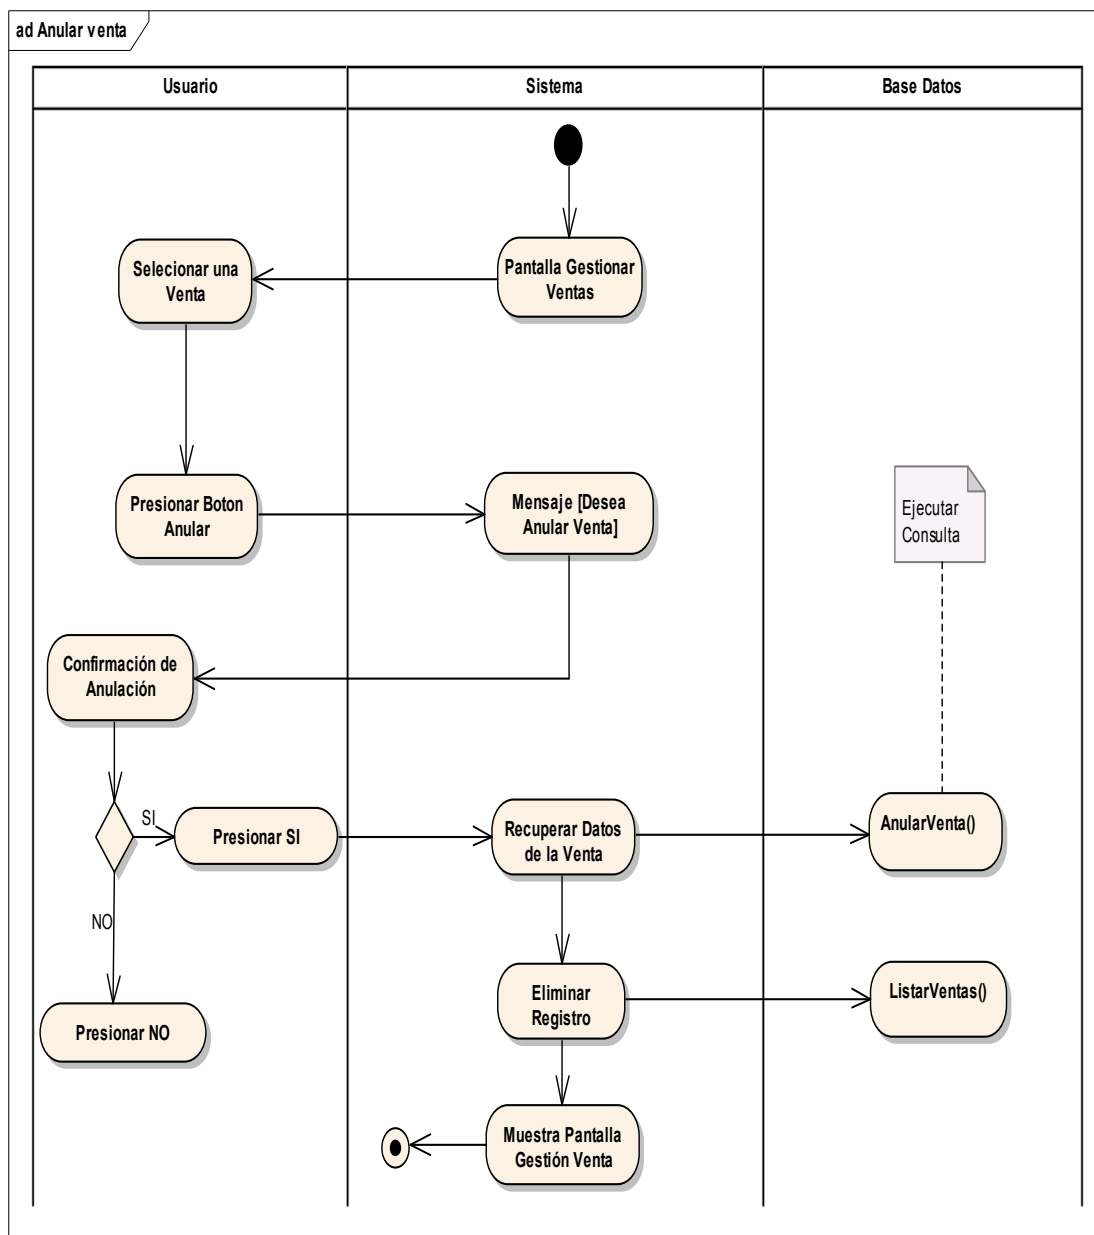 ad Anular venta
Usuario
Sistema
Base Datos
Selecionar una
Venta
Pantalla Gestionar
Ventas
Presionar Boton
Anular
Mensaje [Desea
Anular Venta]
Ejecutar
Consulta
Confirmación de
Anulación
SI
Presionar SI
Recuperar Datos
de la Venta
AnularVenta()
NO
Presionar NO
Eliminar
Registro
ListarVentas()
Muestra Pantalla
Gestión Venta